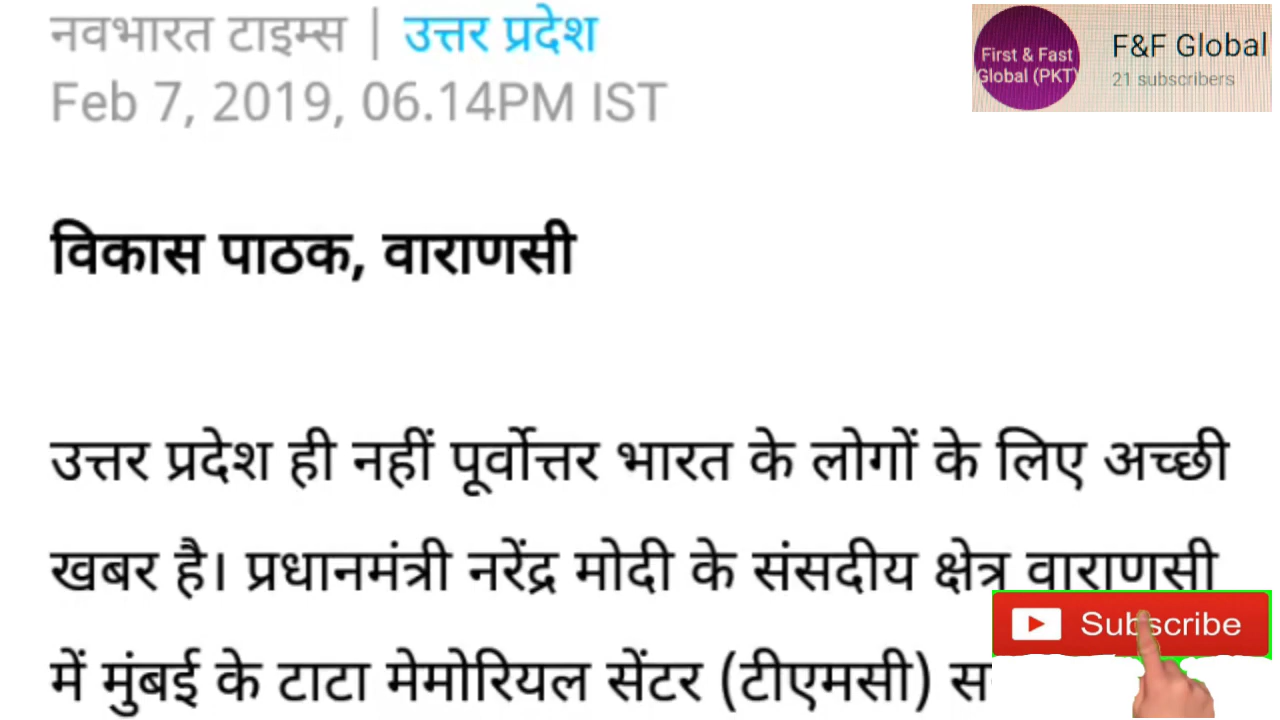 नवभारत टाइम्स | उत्तर प्रदेश
Feb 7, 2019, 06.14PM IST
First & Fast
Global (PKT)
F&F Global
21 subscribers
विकास पाठक, वाराणसी
उत्तर प्रदेश ही नहीं पूर्वोत्तर भारत के लोगों के लिए अच्छी
खबर है। प्रधानमंत्री नरेंद्र मोदी के संसदीय क्षेत्र वाराणसी
में मुंबई के टाटा मेमोरियल सेंटर (टीएमसी)
Subscribe